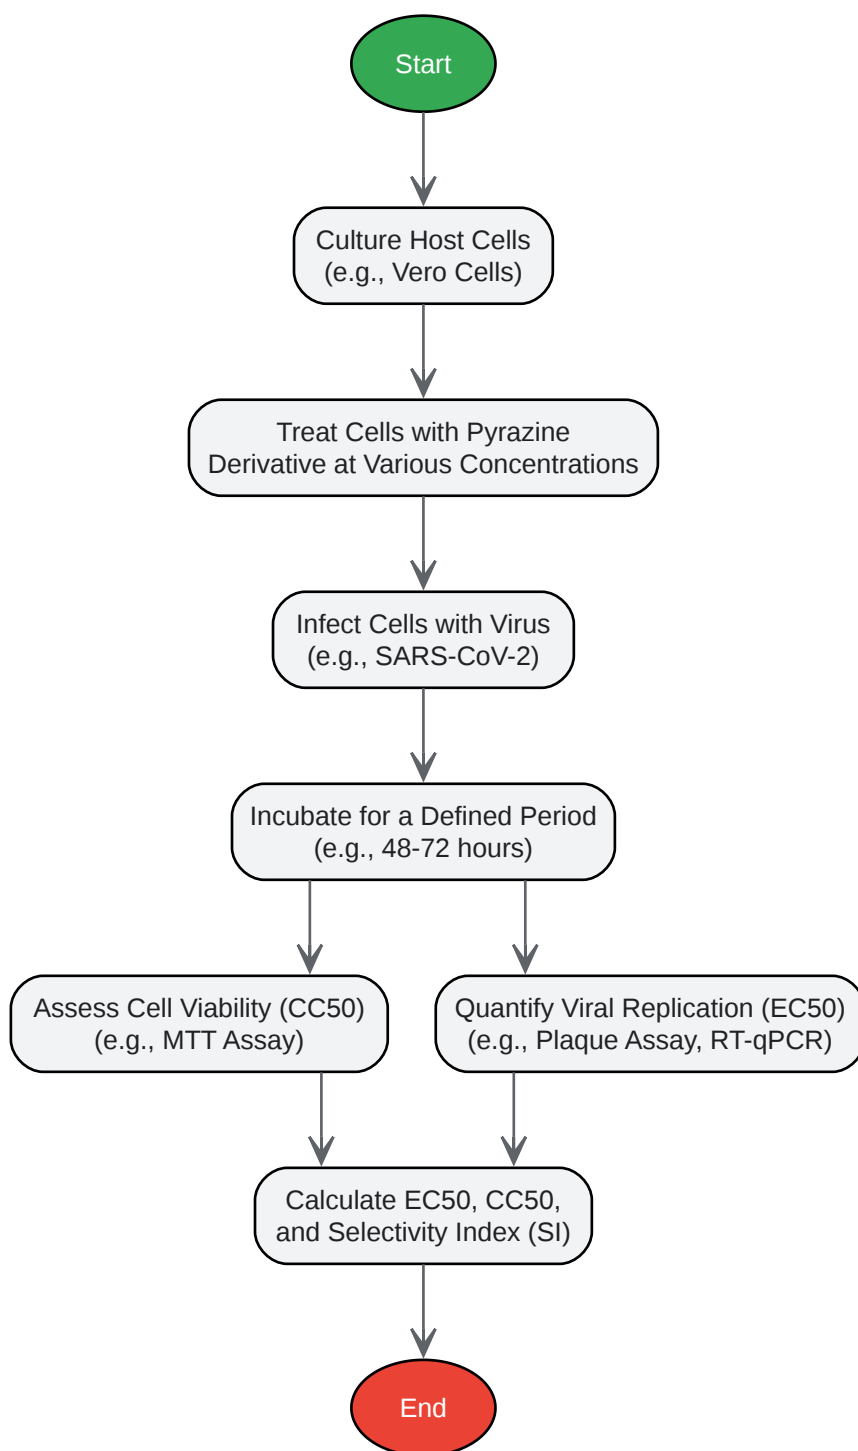 Start
Culture Host Cells
(e.g., Vero Cells)
Treat Cells with Pyrazine
Derivative at Various Concentrations
Infect Cells with Virus
(e.g., SARS-CoV-2)
Incubate for a Defined Period
(e.g., 48-72 hours)
Assess Cell Viability (CC50)
(e.g., MTT Assay)
Quantify Viral Replication (EC50)
(e.g., Plaque Assay, RT-qPCR)
Calculate EC50, CC50,
and Selectivity Index (SI)
End